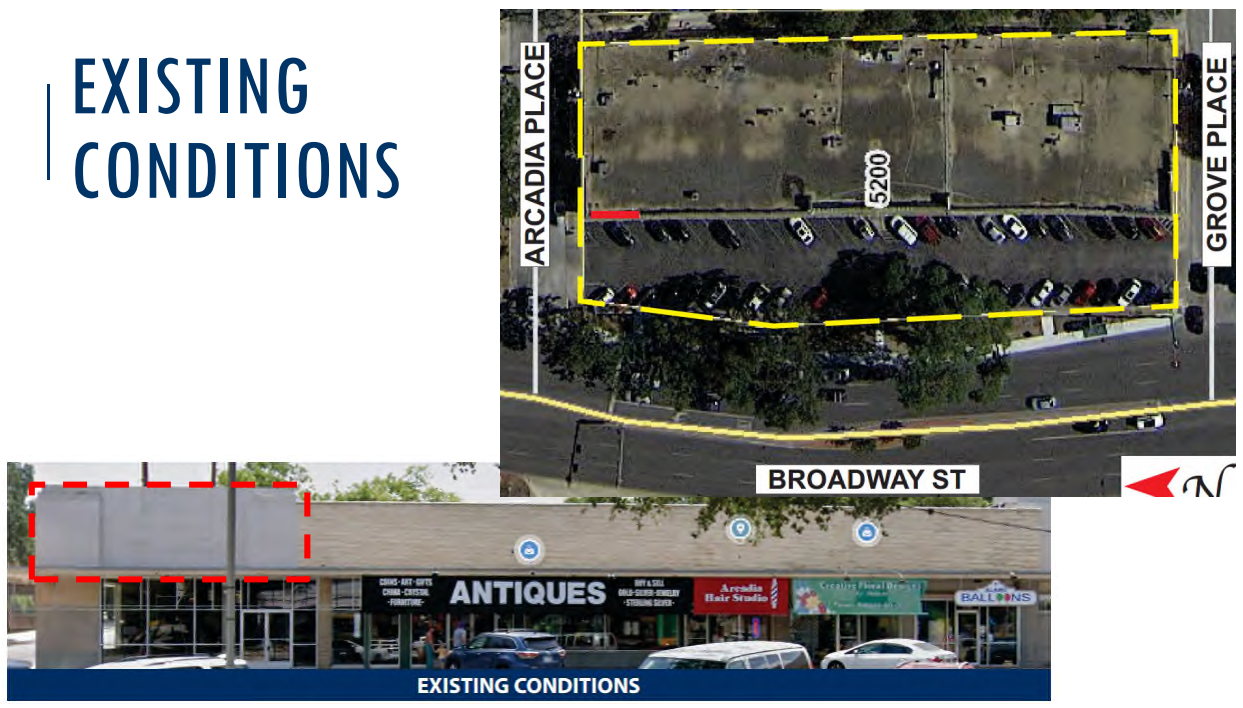 EXISTING
CONDITIONS
ARCADIA PLACE
5200
GROVE PLACE
BROADWAY ST
N
COINS · ART · GIFTS
CHINA · CRYSTAL
· FURNITURE ·
ANTIQUES
BUY & SELL
GOLD · SILVER · JEWELRY
· STERLING SILVER ·
Arcadia
Hair Studio
Creative Floral Designs
BALLOONS
EXISTING CONDITIONS